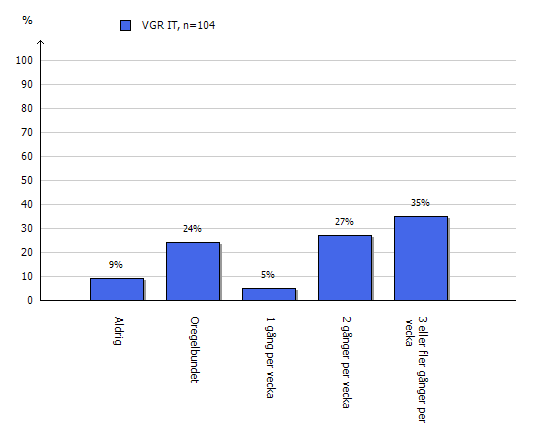 %
VGR IT, n=104
100
90
80
70
60
50
40
30
20
10
0
9%
24%
5%
27%
35%
Aldrig
Oregelbundet
1 gång per vecka
2 gånger per vecka
3 eller fler gånger per
vecka